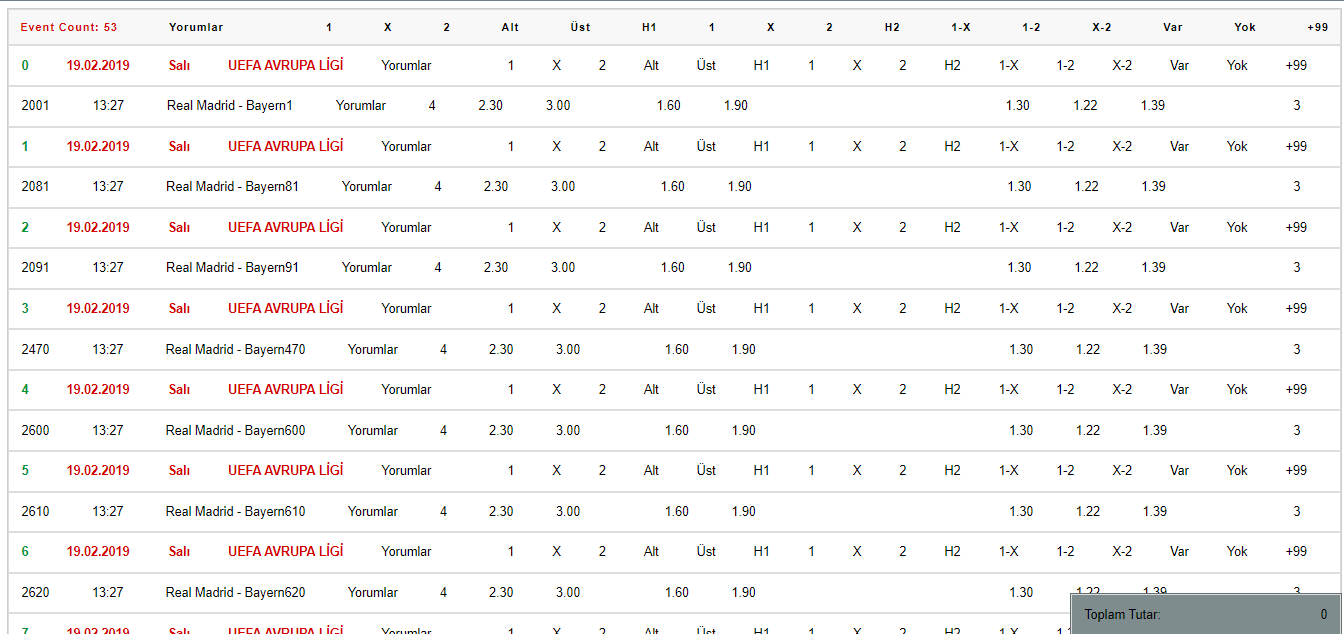 Event Count: 53 Yorumlar 1 X 2 Alt Üst H1 1 X 2 H2 1-X 1-2 X-2 Var Yok +99
0 19.02.2019 Salı UEFA AVRUPA LİGİ Yorumlar 1 X 2 Alt Üst H1 1 X 2 H2 1-X 1-2 X-2 Var Yok +99
2001 13:27 Real Madrid - Bayern1 Yorumlar 4 2.30 3.00 1.60 1.90 1.30 1.22 1.39 3
1 19.02.2019 Salı UEFA AVRUPA LİGİ Yorumlar 1 X 2 Alt Üst H1 1 X 2 H2 1-X 1-2 X-2 Var Yok +99
2081 13:27 Real Madrid - Bayern81 Yorumlar 4 2.30 3.00 1.60 1.90 1.30 1.22 1.39 3
2 19.02.2019 Salı UEFA AVRUPA LİGİ Yorumlar 1 X 2 Alt Üst H1 1 X 2 H2 1-X 1-2 X-2 Var Yok +99
2091 13:27 Real Madrid - Bayern91 Yorumlar 4 2.30 3.00 1.60 1.90 1.30 1.22 1.39 3
3 19.02.2019 Salı UEFA AVRUPA LİGİ Yorumlar 1 X 2 Alt Üst H1 1 X 2 H2 1-X 1-2 X-2 Var Yok +99
2470 13:27 Real Madrid - Bayern470 Yorumlar 4 2.30 3.00 1.60 1.90 1.30 1.22 1.39 3
4 19.02.2019 Salı UEFA AVRUPA LİGİ Yorumlar 1 X 2 Alt Üst H1 1 X 2 H2 1-X 1-2 X-2 Var Yok +99
2600 13:27 Real Madrid - Bayern600 Yorumlar 4 2.30 3.00 1.60 1.90 1.30 1.22 1.39 3
5 19.02.2019 Salı UEFA AVRUPA LİGİ Yorumlar 1 X 2 Alt Üst H1 1 X 2 H2 1-X 1-2 X-2 Var Yok +99
2610 13:27 Real Madrid - Bayern610 Yorumlar 4 2.30 3.00 1.60 1.90 1.30 1.22 1.39 3
6 19.02.2019 Salı UEFA AVRUPA LİGİ Yorumlar 1 X 2 Alt Üst H1 1 X 2 H2 1-X 1-2 X-2 Var Yok +99
2620 13:27 Real Madrid - Bayern620 Yorumlar 4 2.30 3.00 1.60 1.90 1.30 1.22 1.39 3
Toplam Tutar: 0
7 19.02.2019 Salı UEFA AVRUPA LİGİ Yorumlar 1 X 2 Alt Üst H1 1 X 2 H2 1-X